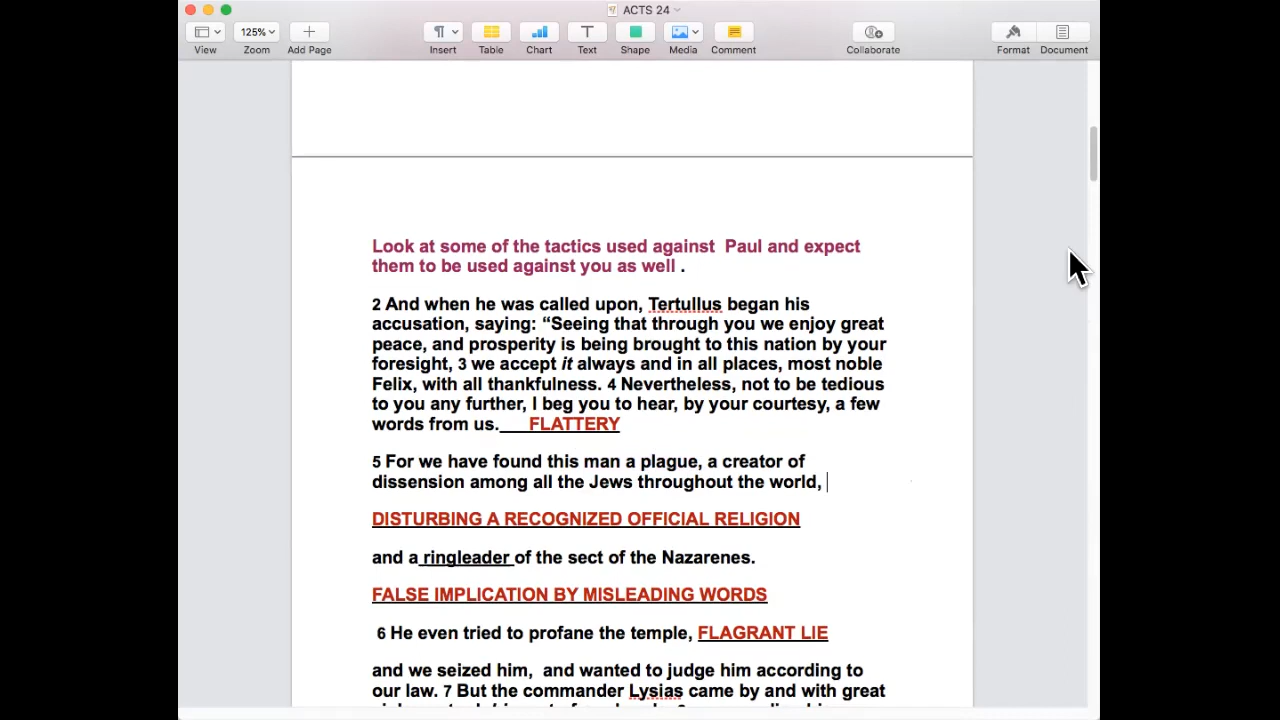 ACTS 24
125%
View
Zoom
Add Page
Insert
Table
Chart
Text
Shape
Media
Comment
Collaborate
Format
Document
Look at some of the tactics used against  Paul and expect
them to be used against you as well .
2 And when he was called upon, Tertullus began his
accusation, saying: “Seeing that through you we enjoy great
peace, and prosperity is being brought to this nation by your
foresight, 3 we accept it always and in all places, most noble
Felix, with all thankfulness. 4 Nevertheless, not to be tedious
to you any further, I beg you to hear, by your courtesy, a few
words from us.   FLATTERY
5 For we have found this man a plague, a creator of
dissension among all the Jews throughout the world,
DISTURBING A RECOGNIZED OFFICIAL RELIGION
and a ringleader of the sect of the Nazarenes.
FALSE IMPLICATION BY MISLEADING WORDS
6 He even tried to profane the temple, FLAGRANT LIE
and we seized him,  and wanted to judge him according to
our law. 7 But the commander Lysias came by and with great